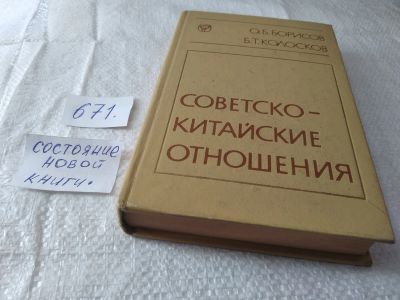 О.Б.БОРИСОВ
Б.Т.КОЛОСКОВ
СОВЕТСКО-
КИТАЙСКИЕ
ОТНОШЕНИЯ
671.
СОСТОЯНИЕ
НОВОЙ
КНИГИ.